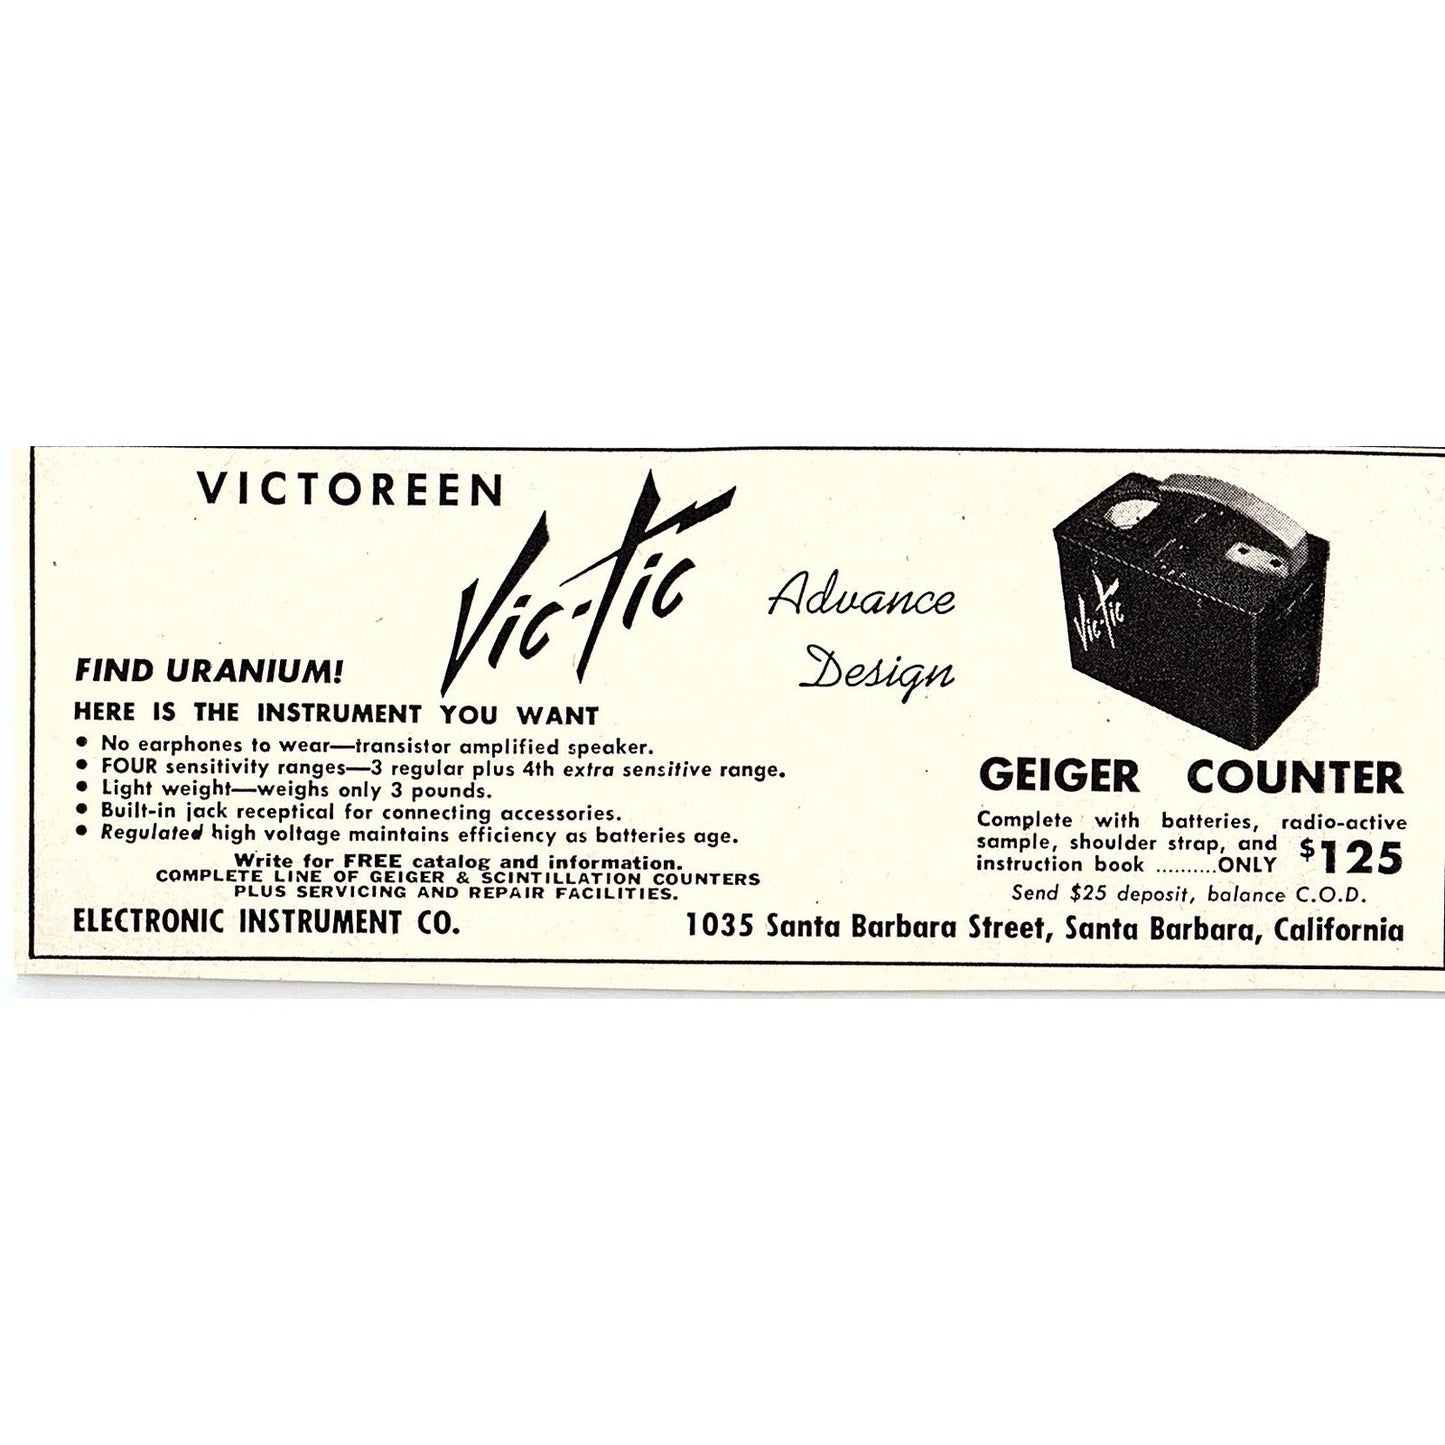 VICTOREEN
Vic-Tic
Advance
Design
Vic-Tic
FIND URANIUM!
HERE IS THE INSTRUMENT YOU WANT
• No earphones to wear—transistor amplified speaker.
• FOUR sensitivity ranges—3 regular plus 4th extra sensitive range.
• Light weight—weighs only 3 pounds.
• Built-in jack receptical for connecting accessories.
• Regulated high voltage maintains efficiency as batteries age.
Write for FREE catalog and information.
COMPLETE LINE OF GEIGER & SCINTILLATION COUNTERS
PLUS SERVICING AND REPAIR FACILITIES.
GEIGER COUNTER
Complete with batteries, radio-active
sample, shoulder strap, and
instruction book ..........ONLY $125
Send $25 deposit, balance C.O.D.
ELECTRONIC INSTRUMENT CO. 1035 Santa Barbara Street, Santa Barbara, California